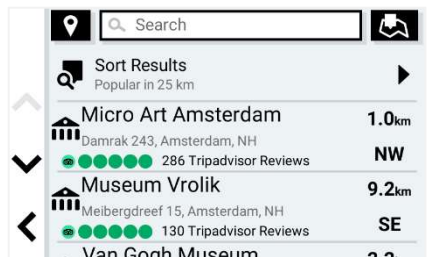 Search
Sort Results
Popular in 25 km
Micro Art Amsterdam
1.0km
Damrak 243, Amsterdam, NH
286 Tripadvisor Reviews
NW
Museum Vrolik
9.2km
Meibergdreef 15, Amsterdam, NH
130 Tripadvisor Reviews
SE
Van Gogh Museum